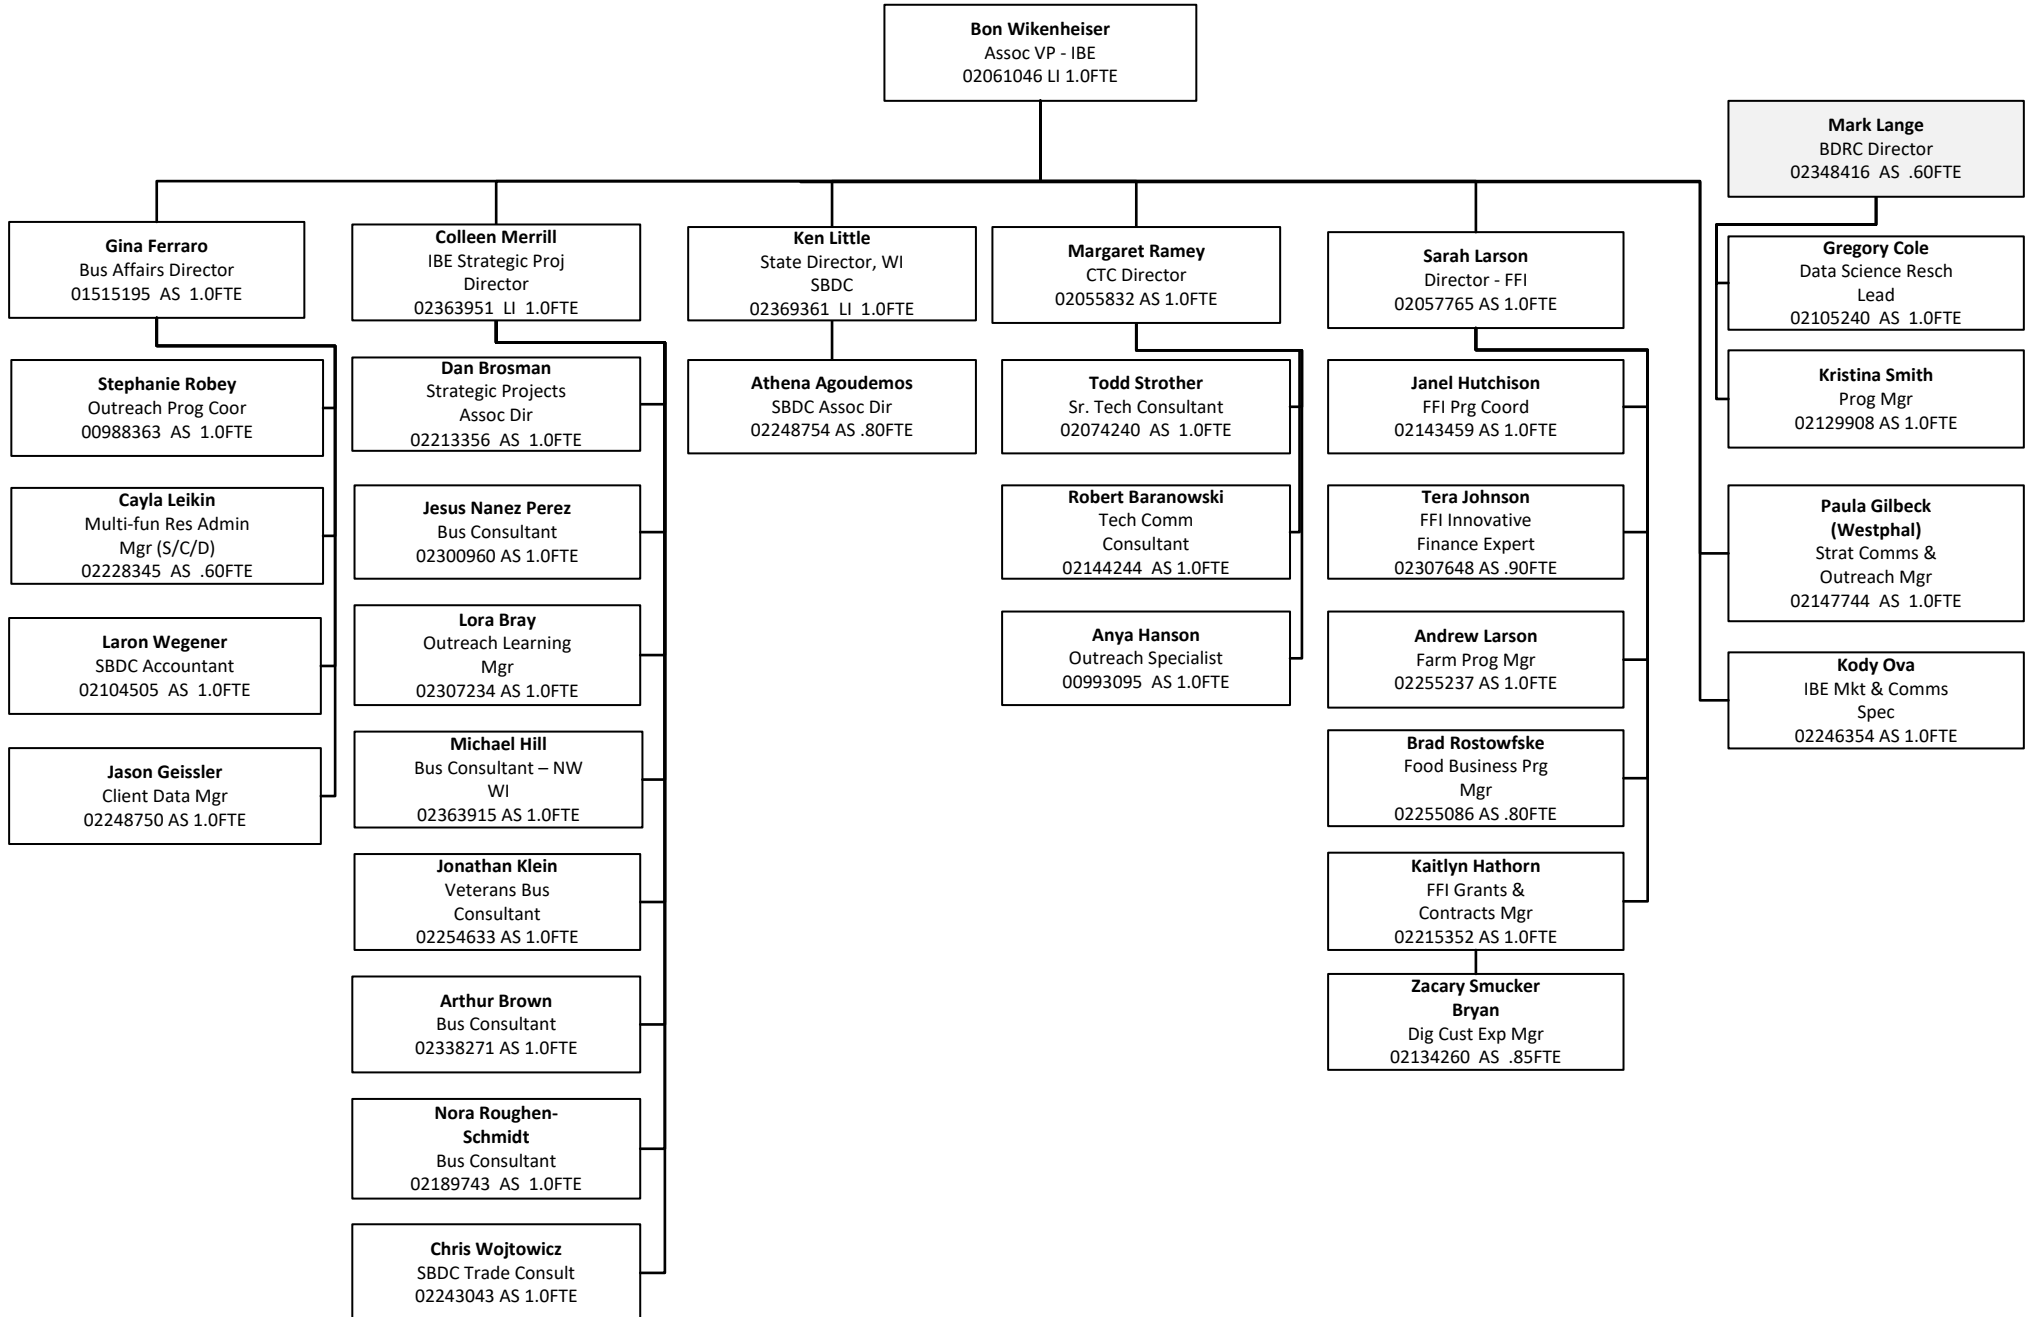 Bon Wikenheiser
Assoc VP - IBE
02061046 LI 1.0FTE
Mark Lange
BDRC Director
02348416 AS .60FTE
Gina Ferraro
Bus Affairs Director
01515195 AS 1.0FTE
Stephanie Robey
Outreach Prog Coor
00988363 AS 1.0FTE
Cayla Leikin
Multi-fun Res Admin
Mgr (S/C/D)
02228345 AS .60FTE
Laron Wegener
SBDC Accountant
02104505 AS 1.0FTE
Jason Geissler
Client Data Mgr
02248750 AS 1.0FTE
Colleen Merrill
IBE Strategic Proj
Director
02363951 LI 1.0FTE
Dan Brosman
Strategic Projects
Assoc Dir
02213356 AS 1.0FTE
Jesus Nanez Perez
Bus Consultant
02300960 AS 1.0FTE
Lora Bray
Outreach Learning
Mgr
02307234 AS 1.0FTE
Michael Hill
Bus Consultant – NW
WI
02363915 AS 1.0FTE
Jonathan Klein
Veterans Bus
Consultant
02254633 AS 1.0FTE
Arthur Brown
Bus Consultant
02338271 AS 1.0FTE
Nora Roughen-
Schmidt
Bus Consultant
02189743 AS 1.0FTE
Chris Wojtowicz
SBDC Trade Consult
02243043 AS 1.0FTE
Ken Little
State Director, WI
SBDC
02369361 LI 1.0FTE
Athena Agoudemos
SBDC Assoc Dir
02248754 AS .80FTE
Margaret Ramey
CTC Director
02055832 AS 1.0FTE
Todd Strother
Sr. Tech Consultant
02074240 AS 1.0FTE
Robert Baranowski
Tech Comm
Consultant
02144244 AS 1.0FTE
Anya Hanson
Outreach Specialist
00993095 AS 1.0FTE
Sarah Larson
Director - FFI
02057765 AS 1.0FTE
Janel Hutchison
FFI Prg Coord
02143459 AS 1.0FTE
Tera Johnson
FFI Innovative
Finance Expert
02307648 AS .90FTE
Andrew Larson
Farm Prog Mgr
02255237 AS 1.0FTE
Brad Rostowfske
Food Business Prg
Mgr
02255086 AS .80FTE
Kaitlyn Hathorn
FFI Grants &
Contracts Mgr
02215352 AS 1.0FTE
Zacary Smucker
Bryan
Dig Cust Exp Mgr
02134260 AS .85FTE
Gregory Cole
Data Science Resch
Lead
02105240 AS 1.0FTE
Kristina Smith
Prog Mgr
02129908 AS 1.0FTE
Paula Gilbeck
(Westphal)
Strat Comms &
Outreach Mgr
02147744 AS 1.0FTE
Kody Ova
IBE Mkt & Comms
Spec
02246354 AS 1.0FTE